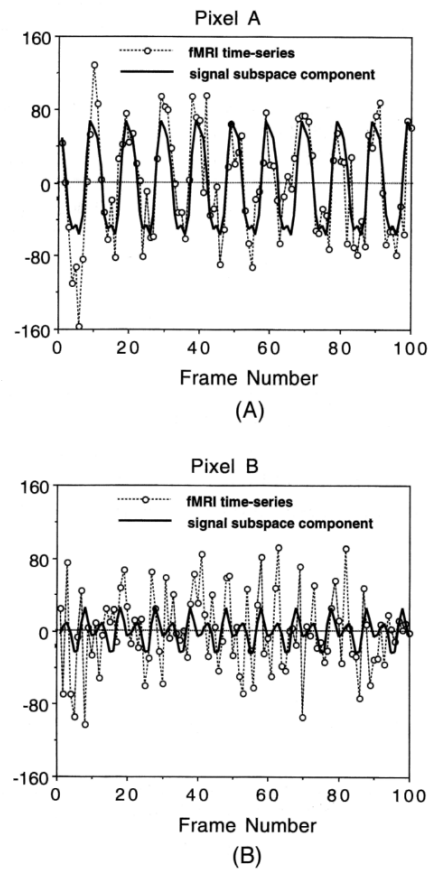 Pixel A
160
fMRI time-series
signal subspace component
80
0
-80
-160
0 20 40 60 80 100
Frame Number
(A)
Pixel B
160
fMRI time-series
signal subspace component
80
0
-80
-160
0 20 40 60 80 100
Frame Number
(B)